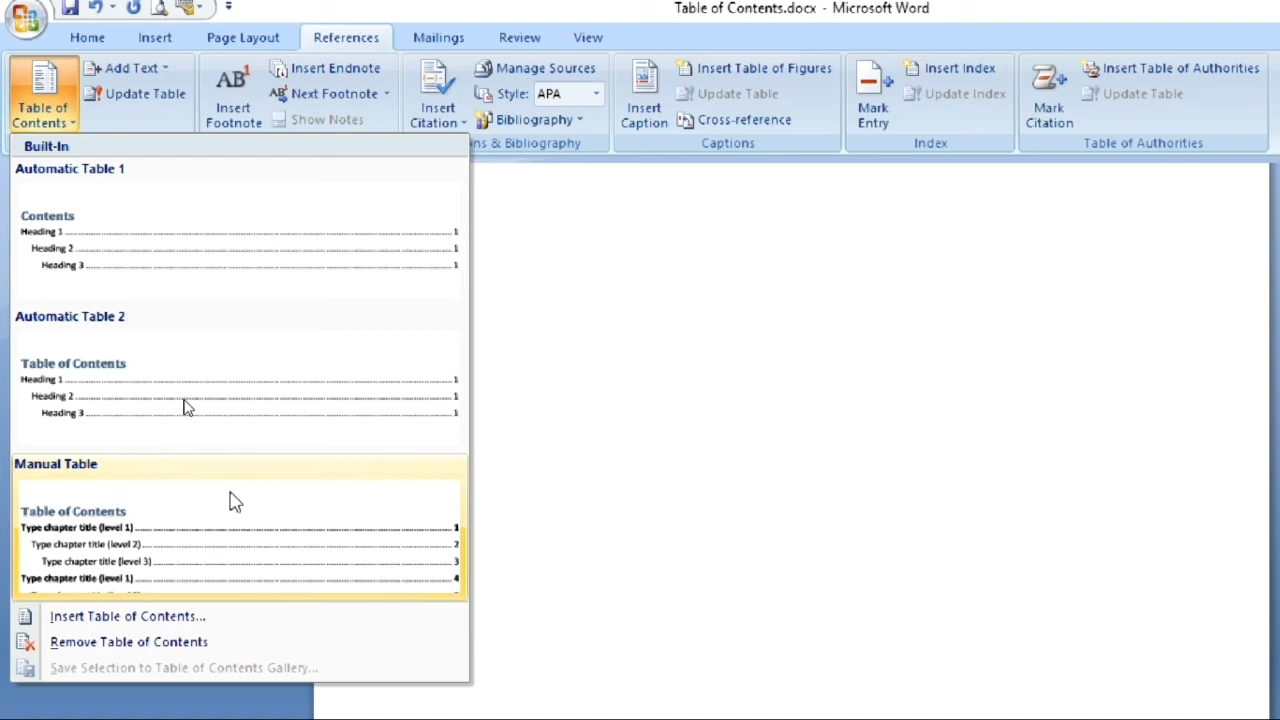 Table of Contents.docx - Microsoft Word
Home Insert Page Layout References Mailings Review View
Table of Contents
Add Text
Update Table
AB1
Insert Footnote
Insert Endnote
AB1 Next Footnote
Show Notes
Insert Citation
Manage Sources
Style: APA
Bibliography
ns & Bibliography
Insert Caption
Insert Table of Figures
Update Table
Cross-reference
Captions
Mark Entry
Insert Index
Update Index
Index
Mark Citation
Insert Table of Authorities
Update Table
Table of Authorities
Built-In
Automatic Table 1
Contents
Heading 1 1
Heading 2 1
Heading 3 1
Automatic Table 2
Table of Contents
Heading 1 1
Heading 2 1
Heading 3 1
Manual Table
Table of Contents
Type chapter title (level 1) 1
Type chapter title (level 2) 2
Type chapter title (level 3) 3
Type chapter title (level 1) 4
Insert Table of Contents...
Remove Table of Contents
Save Selection to Table of Contents Gallery...